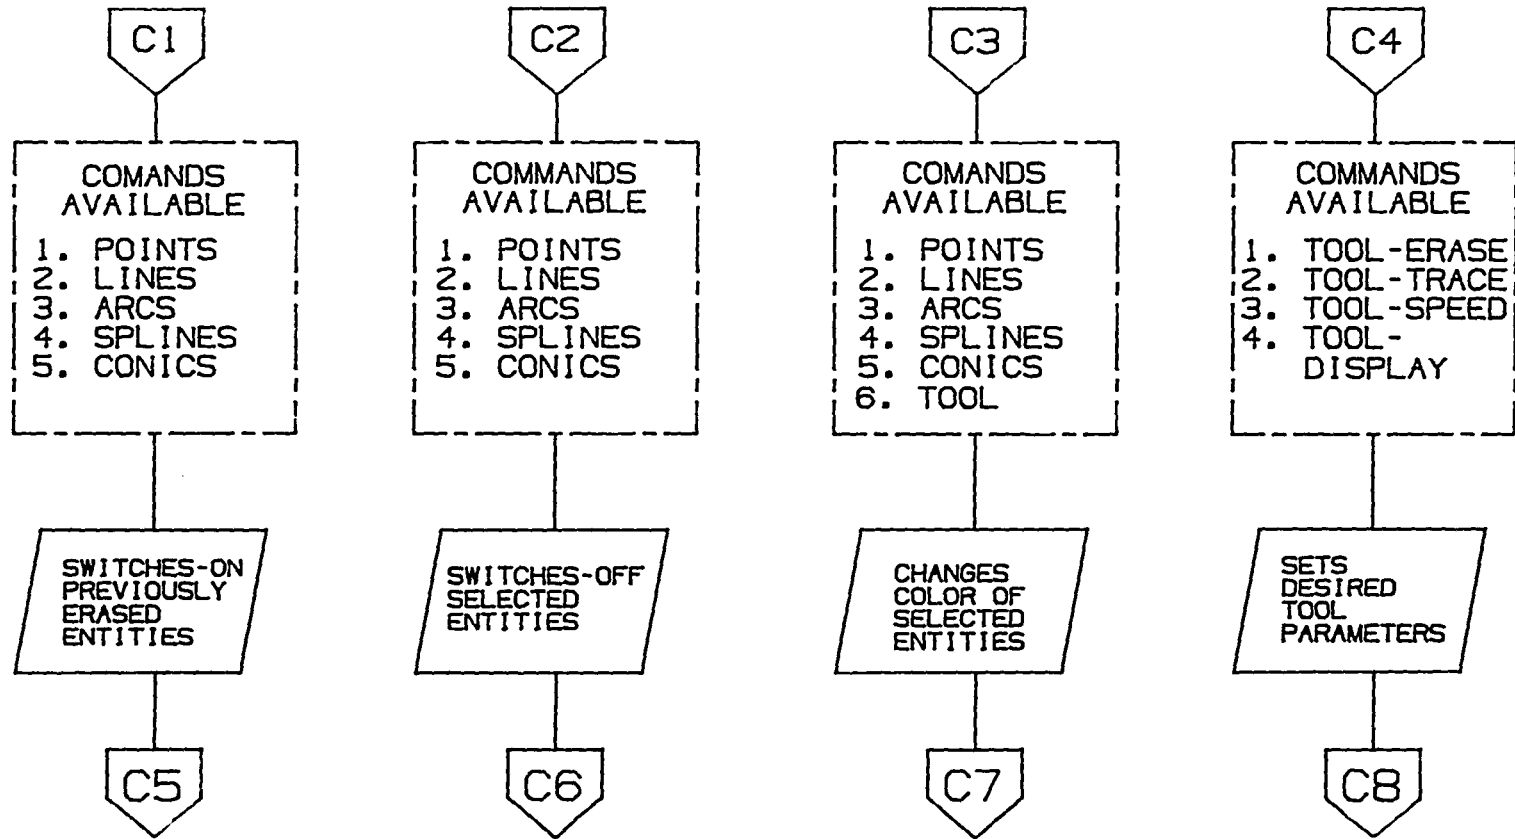 C1
COMANDS
AVAILABLE
1. POINTS
2. LINES
3. ARCS
4. SPLINES
5. CONICS
SWITCHES-ON
PREVIOUSLY
ERASED
ENTITIES
C5
C2
COMMANDS
AVAILABLE
1. POINTS
2. LINES
3. ARCS
4. SPLINES
5. CONICS
SWITCHES-OFF
SELECTED
ENTITIES
C6
C3
COMMANDS
AVAILABLE
1. POINTS
2. LINES
3. ARCS
4. SPLINES
5. CONICS
6. TOOL
CHANGES
COLOR OF
SELECTED
ENTITIES
C7
C4
COMMANDS
AVAILABLE
1. TOOL-ERASE
2. TOOL-TRACE
3. TOOL-SPEED
4. TOOL-
DISPLAY
SETS
DESIRED
TOOL
PARAMETERS
C8